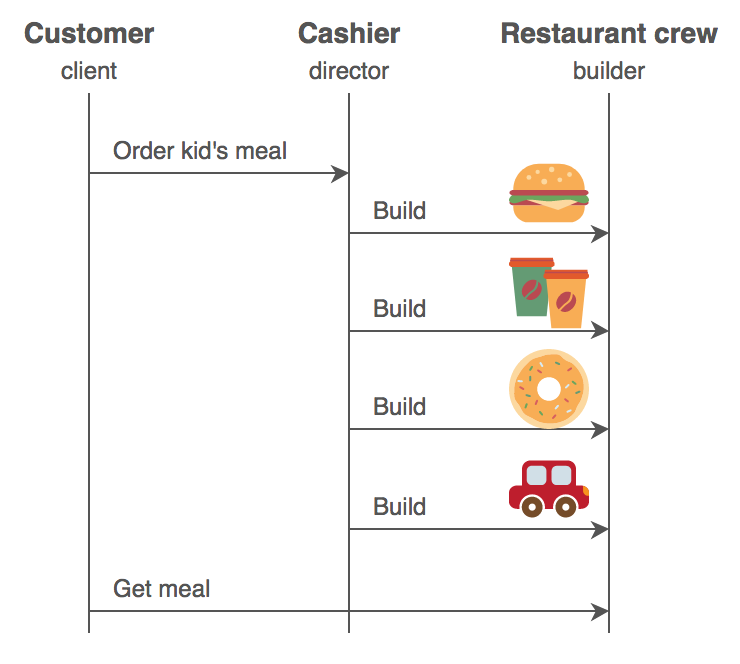 Customer
Cashier
Restaurant crew
client
director
builder
Order kid's meal
Build
Build
Build
Build
Get meal